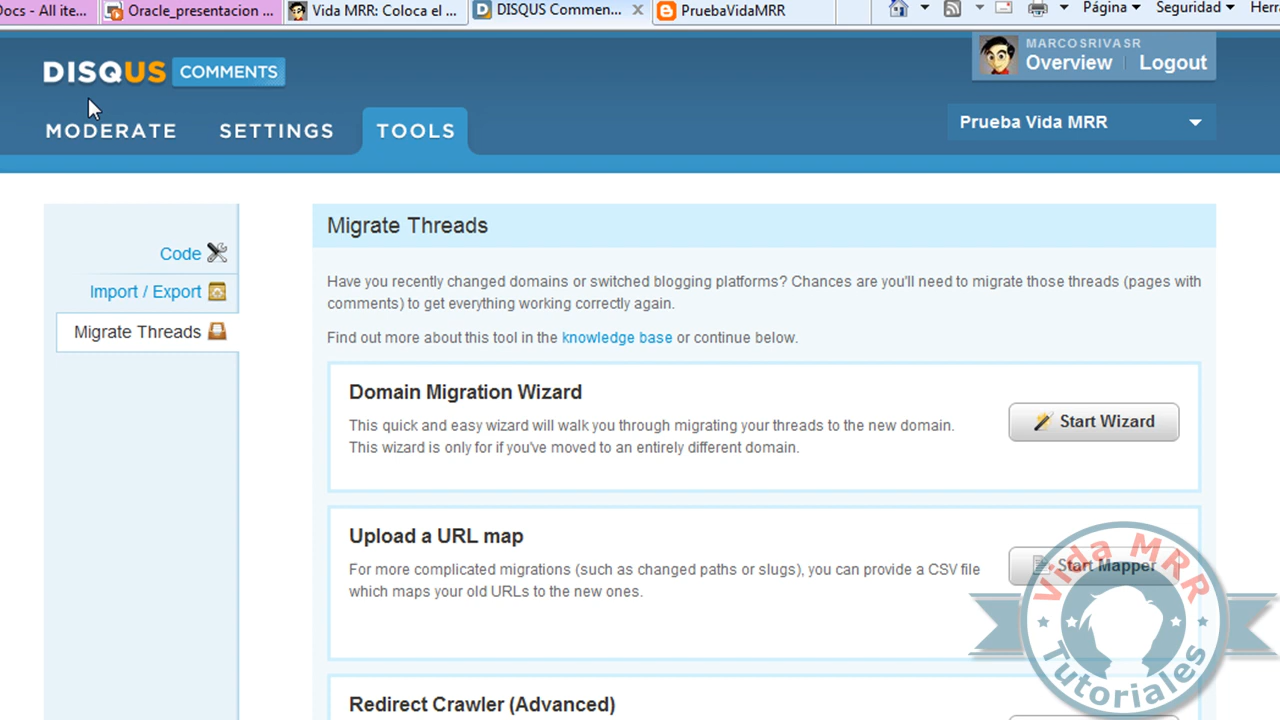 Docs - All ite...
Oracle_presentacion ...
Vida MRR: Coloca el ...
DISQUS Commen...
PruebaVidaMRR
Página
Seguridad
MARCOSRIVASR
Overview
Logout
DISQUS COMMENTS
MODERATE
SETTINGS
TOOLS
Prueba Vida MRR
Code
Import / Export
Migrate Threads
Migrate Threads
Have you recently changed domains or switched blogging platforms? Chances are you'll need to migrate those threads (pages with
comments) to get everything working correctly again.
Find out more about this tool in the knowledge base or continue below.
Domain Migration Wizard
This quick and easy wizard will walk you through migrating your threads to the new domain.
This wizard is only for if you've moved to an entirely different domain.
Start Wizard
Upload a URL map
For more complicated migrations (such as changed paths or slugs), you can provide a CSV file
which maps your old URLs to the new ones.
Start Mapper
Redirect Crawler (Advanced)
Vida MRR
Tutoriales